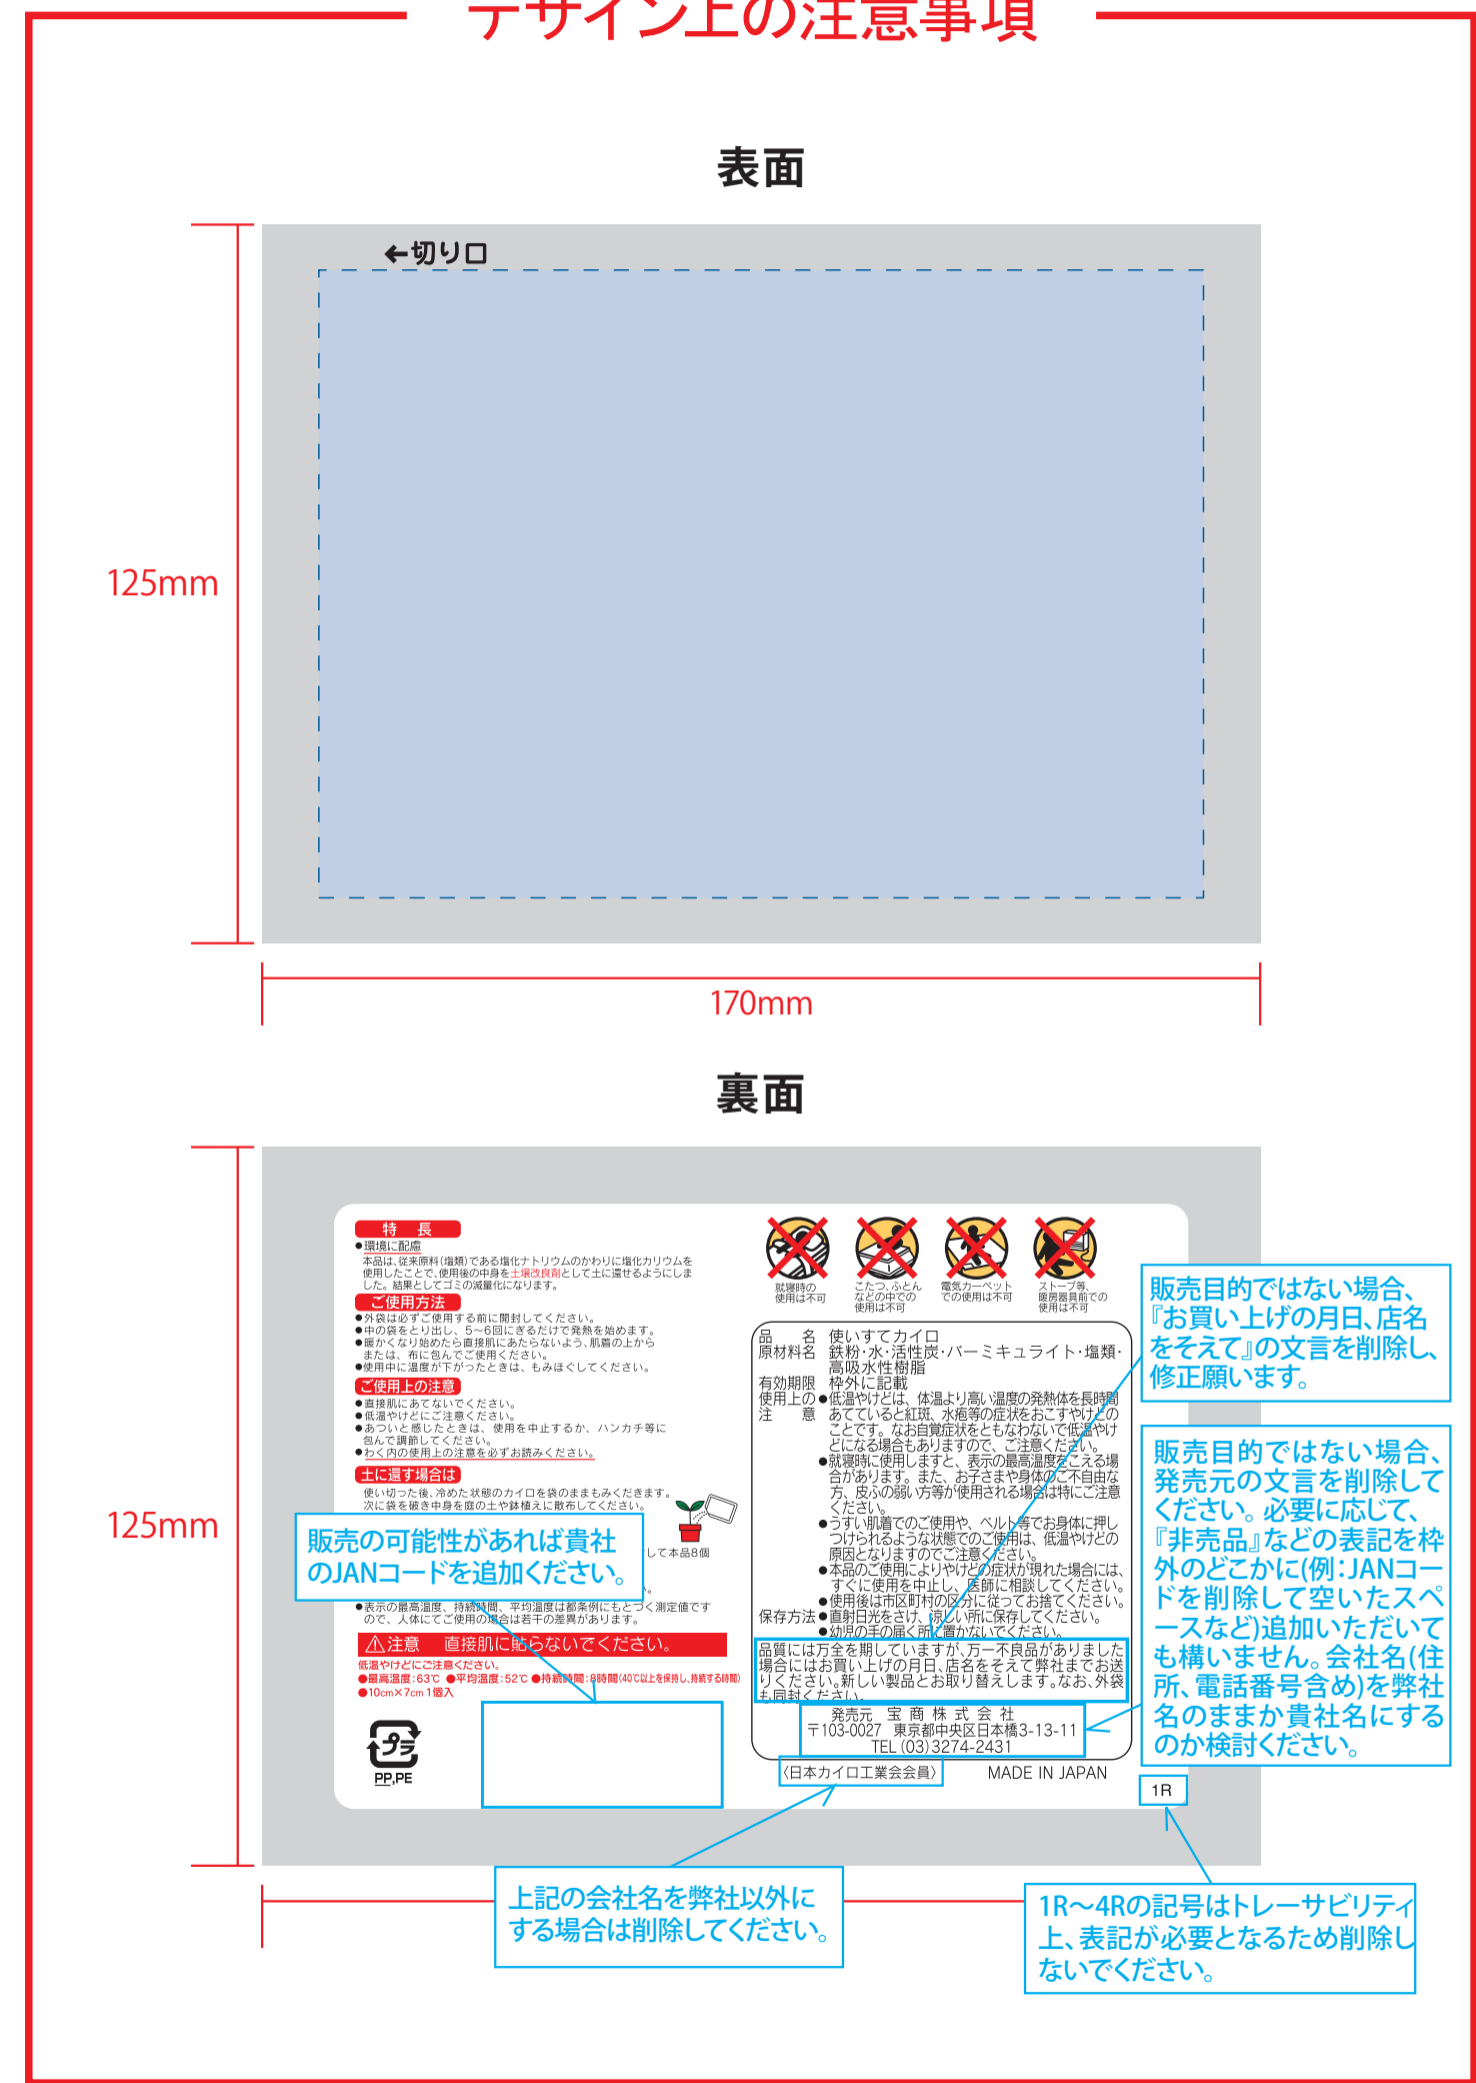 デザイン上の注意事項
表面
←切り口
125mm
170mm
裏面
125mm
特 長
●環境に配慮
本品は、従来原料(塩類)である塩化ナトリウムのかわりに塩化カリウムを
使用したことで、使用後の中身を土壌改良剤として土に還せるようにしま
した。結果としてゴミの減量化になります。
ご使用方法
●外袋は必ずご使用する前に開封してください。
●中の袋をとり出し、5~6回にぎるだけで発熱を始めます。
●暖かくなり始めたら直接肌にあたらないよう、肌着の上から
または、布に包んでご使用ください。
●使用中に温度が下がったときは、もみほぐしてください。
ご使用上の注意
●直接肌にあてないでください。
●低温やけどにご注意ください。
●あついと感じたときは、使用を中止するか、ハンカチ等に
包んで調節してください。
●わく内の使用上の注意を必ずお読みください。
土に還す場合は
使い切った後、冷めた状態のカイロを袋のままもみくだきます。
次に袋を破き中身を庭の土や鉢植えに散布してください。
して本品8個
●表示の最高温度、持続時間、平均温度は都条例にもとづく測定値です
ので、人体にてご使用の場合は若干の差異があります。
⚠注意 直接肌に貼らないでください。
低温やけどにご注意ください。
●最高温度:63℃ ●平均温度:52℃ ●持続時間:8時間(40℃以上を保持し、持続する時間)
●10cm×7cm 1個入
プラ
PP,PE
販売の可能性があれば貴社
のJANコードを追加ください。
就寝時の
使用は不可
こたつ、ふとん
などの中での
使用は不可
電気カーペット
での使用は不可
ストーブ等、
暖房器具前での
使用は不可
品 名 使いすてカイロ
原材料名 鉄粉・水・活性炭・バーミキュライト・塩類・
高吸水性樹脂
有効期限 枠外に記載
使用上の ●低温やけどは、体温より高い温度の発熱体を長時間
注 意 あてていると紅斑、水疱等の症状をおこすやけどの
ことです。なお自覚症状をともなわないで低温やけ
どになる場合もありますので、ご注意ください。
●就寝時に使用しますと、表示の最高温度をこえる場
合があります。また、お子さまや身体のご不自由な
方、皮ふの弱い方等が使用される場合は特にご注意
ください。
●うすい肌着でのご使用や、ベルト等でお身体に押し
つけられるような状態でのご使用は、低温やけどの
原因となりますのでご注意ください。
●本品のご使用によりやけどの症状が現れた場合には、
すぐに使用を中止し、医師に相談してください。
●使用後は市区町村の区分に従ってお捨てください。
保存方法 ●直射日光をさけ、涼しい所に保存してください。
●幼児の手の届く所に置かないでください。
品質には万全を期していますが、万一不良品がありました
場合にはお買い上げの月日、店名をそえて弊社までお送
りください。新しい製品とお取り替えします。なお、外袋
も同封ください。
発売元 宝商株式会社
〒103-0027 東京都中央区日本橋3-13-11
TEL (03)3274-2431
〈日本カイロ工業会会員〉
MADE IN JAPAN
1R
販売目的ではない場合、
『お買い上げの月日、店名
をそえて』の文言を削除し、
修正願います。
販売目的ではない場合、
発売元の文言を削除して
ください。必要に応じて、
『非売品』などの表記を枠
外のどこかに(例:JANコー
ドを削除して空いたスペ
ースなど)追加いただいて
も構いません。会社名(住
所、電話番号含め)を弊社
名のままか貴社名にする
のか検討ください。
上記の会社名を弊社以外に
する場合は削除してください。
1R~4Rの記号はトレーサビリティ
上、表記が必要となるため削除し
ないでください。